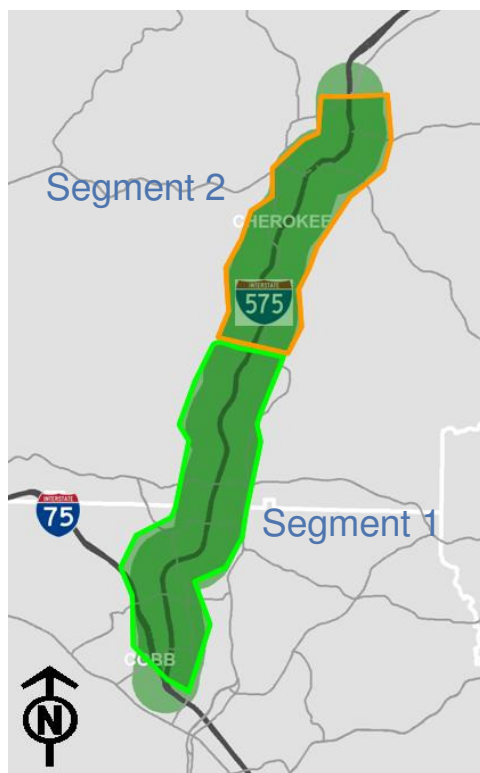 Segment 2
CHEROKEE
INTERSTATE
575
INTERSTATE
75
Segment 1
COBB
N